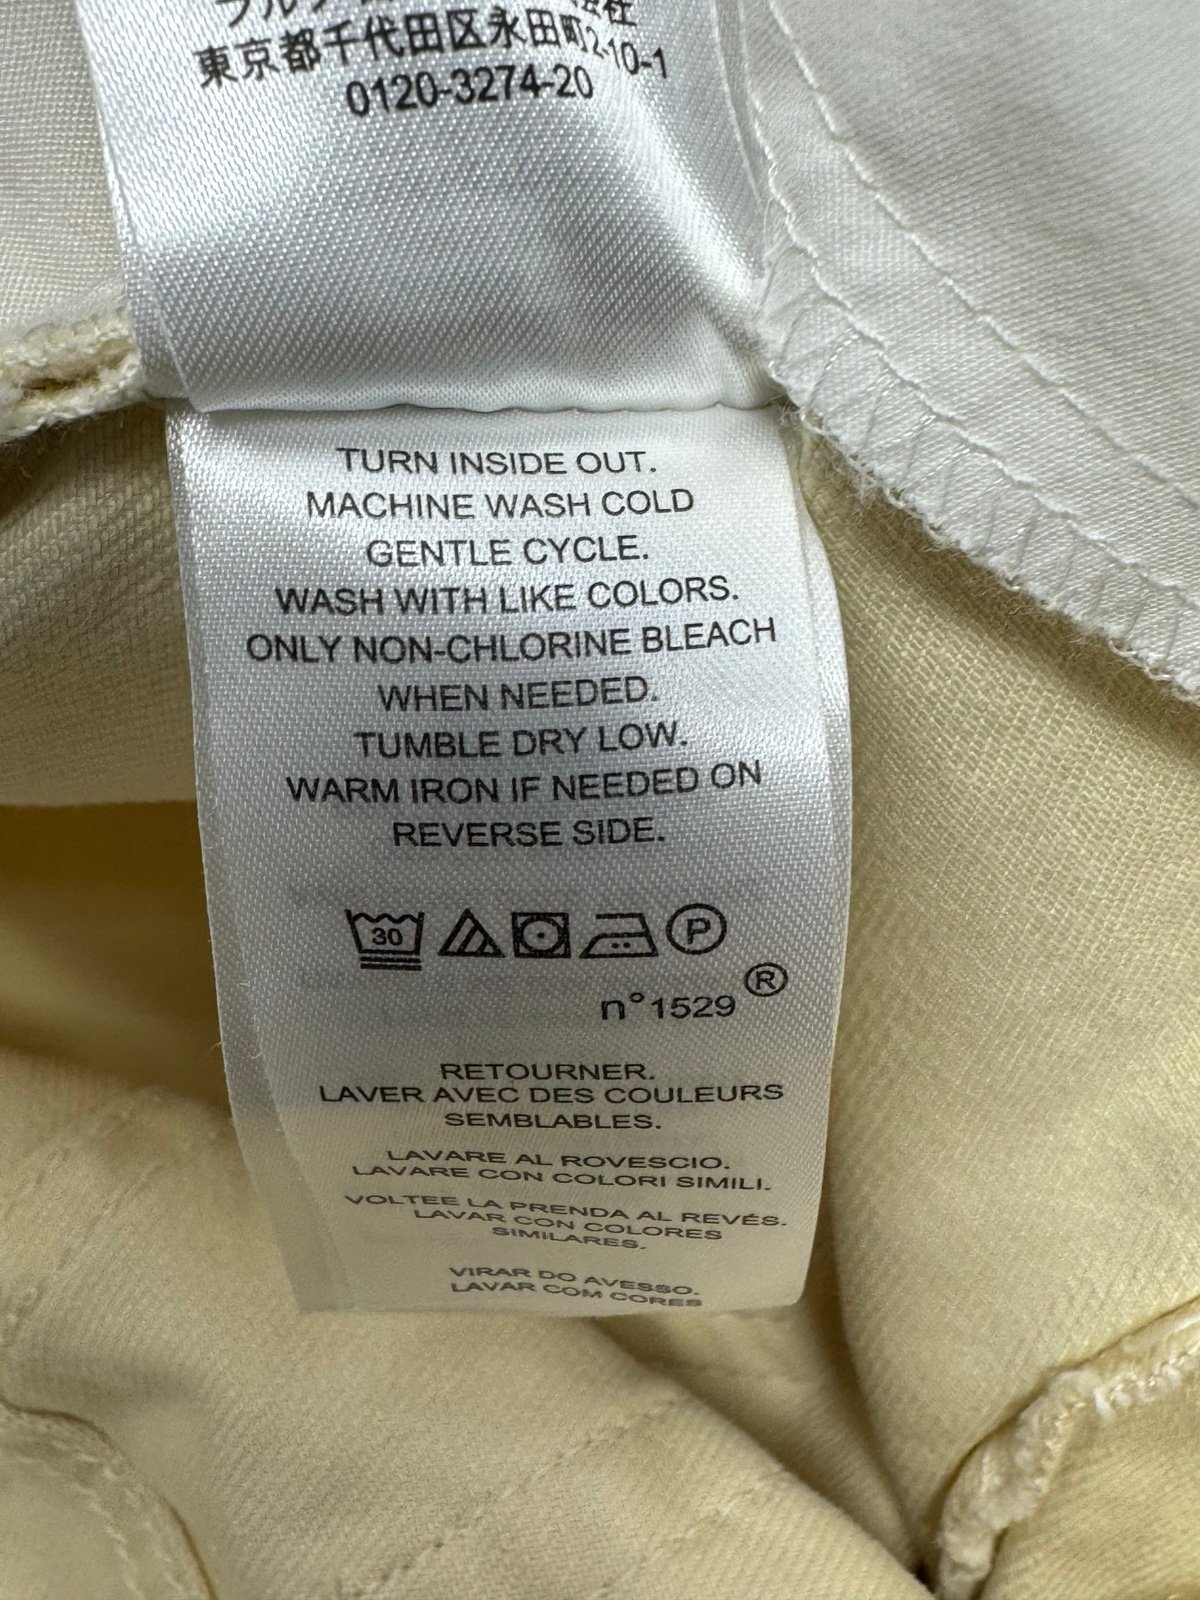 東京都千代田区永田町2-10-1
0120-3274-20
TURN INSIDE OUT.
MACHINE WASH COLD
GENTLE CYCLE.
WASH WITH LIKE COLORS.
ONLY NON-CHLORINE BLEACH
WHEN NEEDED.
TUMBLE DRY LOW.
WARM IRON IF NEEDED ON
REVERSE SIDE.
30 P
n°1529 ®
RETOURNER.
LAVER AVEC DES COULEURS
SEMBLABLES.
LAVARE AL ROVESCIO.
LAVARE CON COLORI SIMILI.
VOLTEE LA PRENDA AL REVÉS.
LAVAR CON COLORES
SIMILARES.
VIRAR DO AVESSO.
LAVAR COM CORES